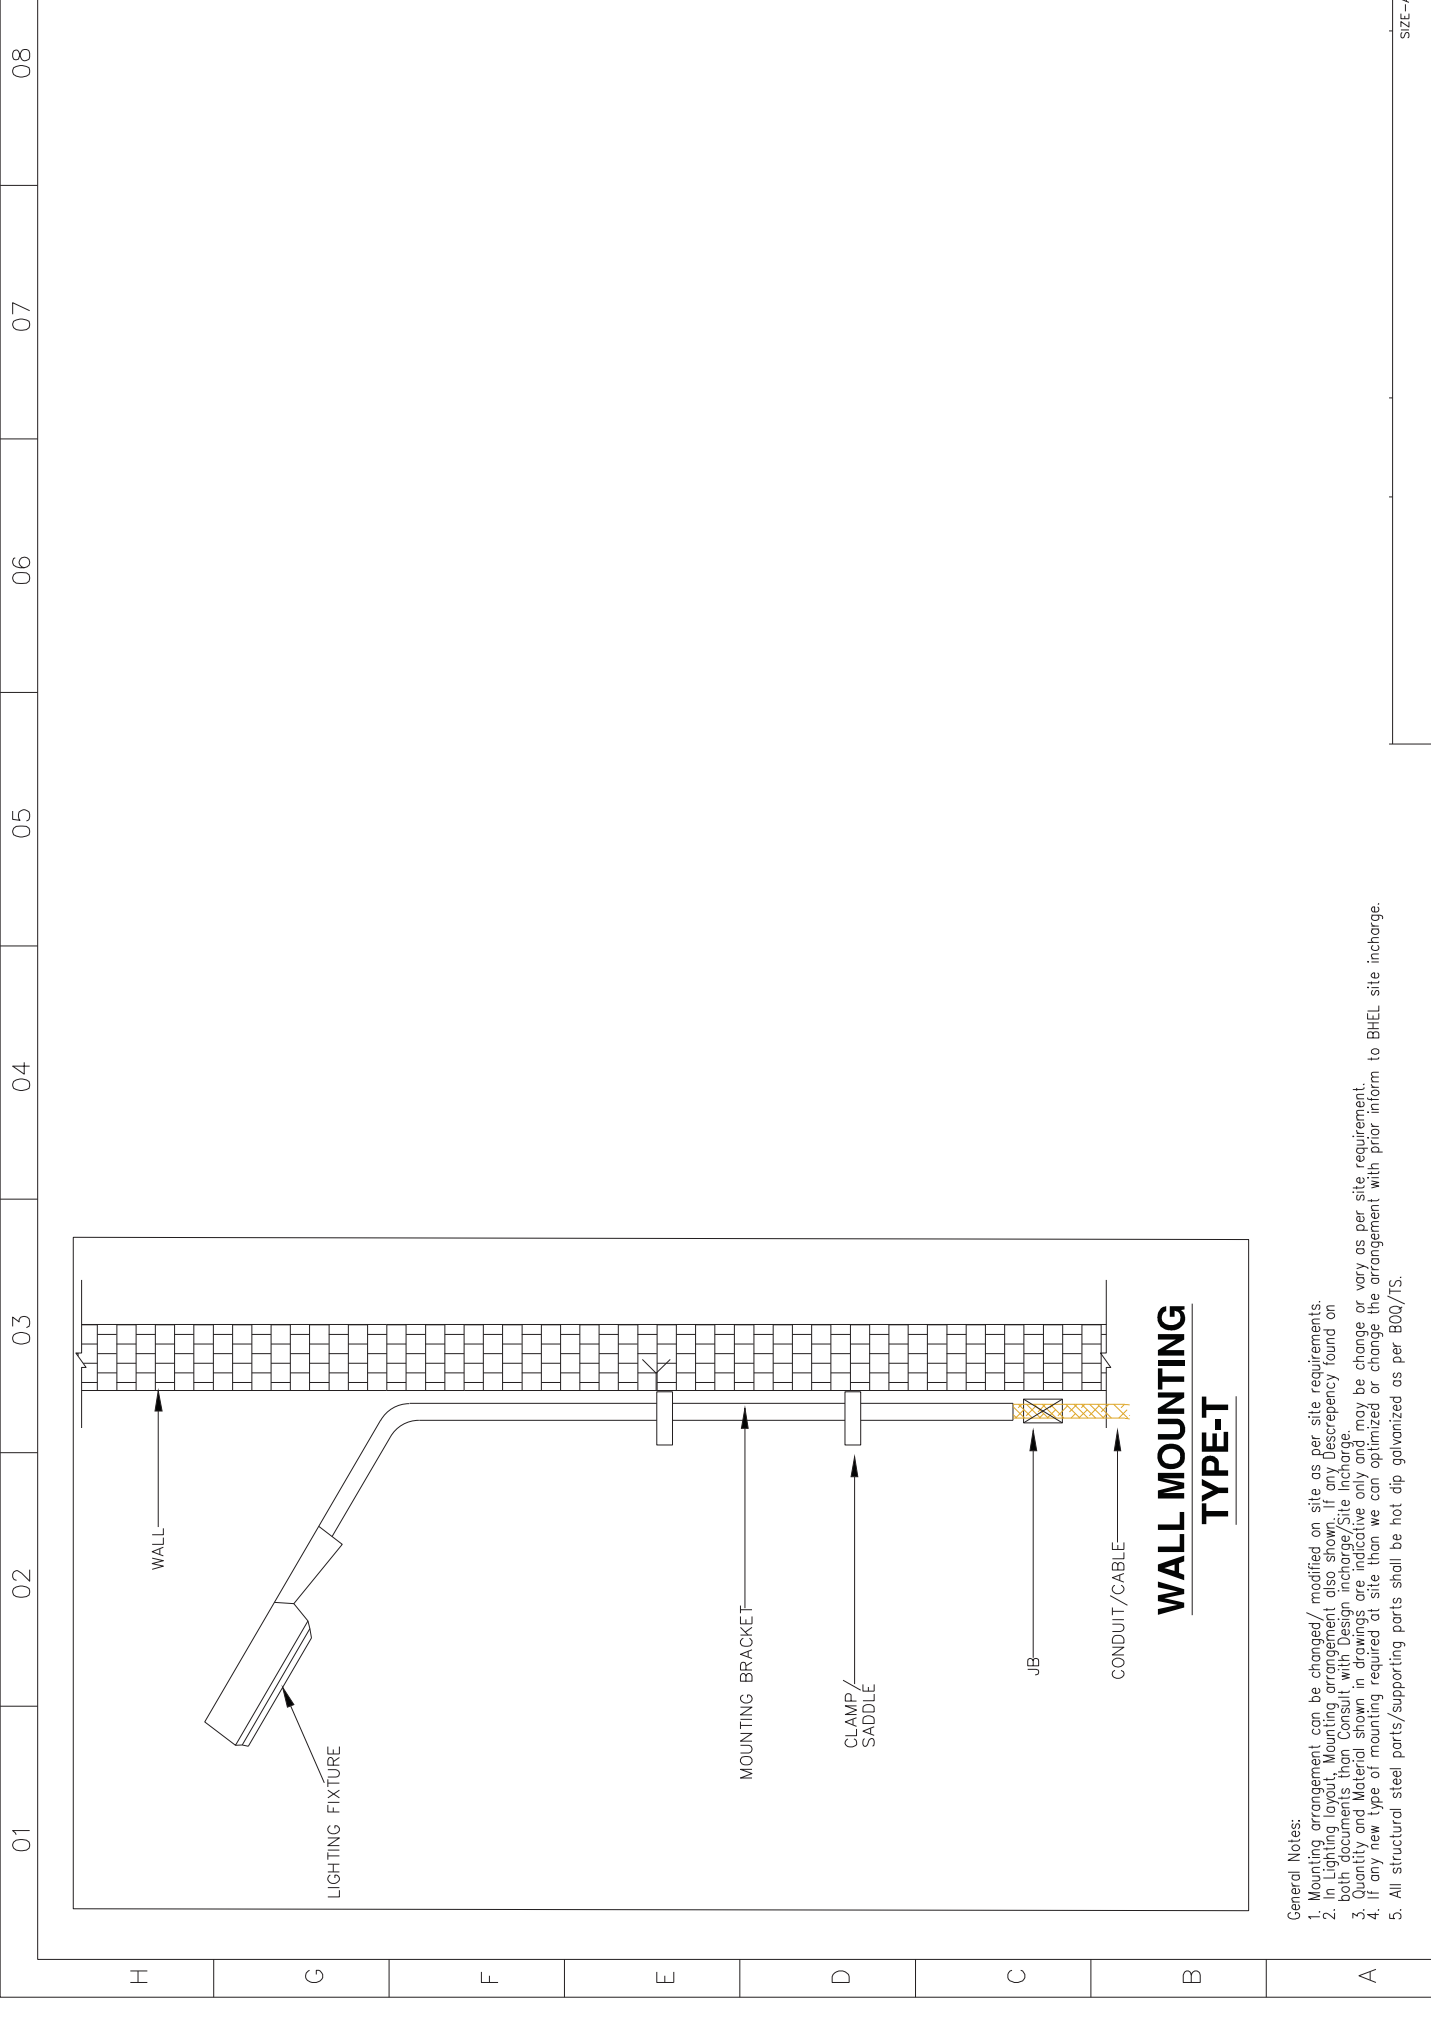 01
02
03
04
05
06
07
08
H
G
F
E
D
C
B
A
WALL
LIGHTING FIXTURE
MOUNTING BRACKET
CLAMP/
SADDLE
JB
CONDUIT/CABLE
WALL MOUNTING
TYPE-T
General Notes:
1. Mounting arrangement can be changed/ modified on site as per site requirements.
2. In Lighting layout, Mounting arrangement also shown. If any Descrepency found on
both documents than Consult with Design incharge/Site Incharge.
3. Quantity and Material shown in drawings are indicative only and may be change or vary as per site requirement.
4. If any new type of mounting required at site than we can optimized or change the arrangement with prior inform to BHEL site incharge.
5. All structural steel parts/supporting parts shall be hot dip galvanized as per BOQ/TS.